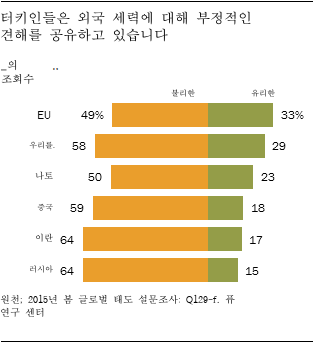 터키인들은 외국 세력에 대해 부정적인
견해를 공유하고 있습니다
_의 ..
조회수
불리한 유리한
EU 49% 33%
우리를. 58 29
나토 50 23
중국 59 18
이란 64 17
러시아 64 15
원천; 2015년 봄 글로벌 태도 설문조사: Q129-f. 퓨
연구 센터